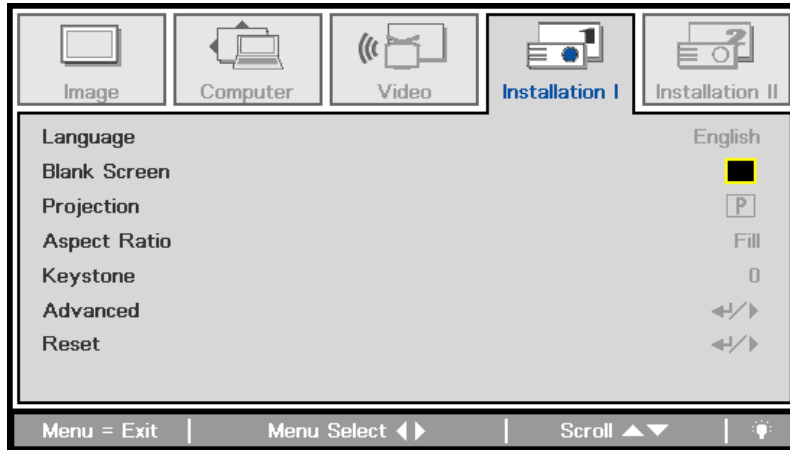 Image
Computer
Video
Installation I
Installation II
Language English
Blank Screen
Projection P
Aspect Ratio Fill
Keystone 0
Advanced
Reset
Menu = Exit | Menu Select | Scroll |